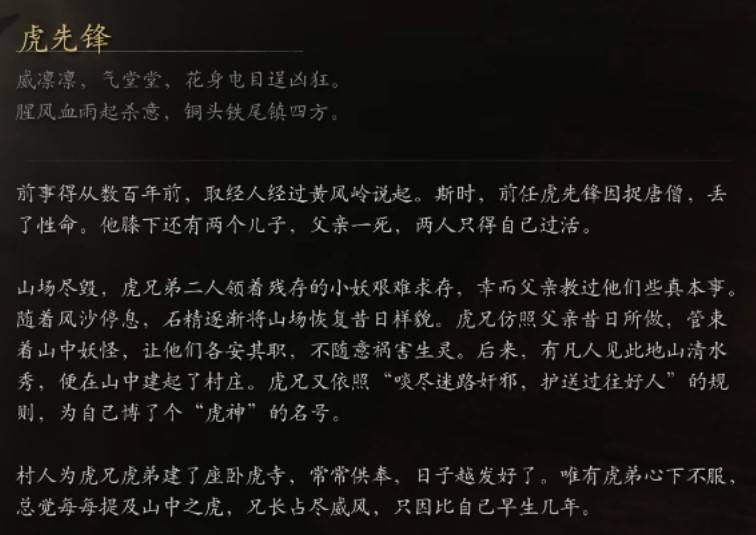 虎先锋
威凛凛，气堂堂，花身电目逞凶狂。
腥风血雨起杀意，铜头铁尾镇四方。
前事得从数百年前，取经人经过黄风岭说起。斯时，前任虎先锋因捉唐僧，丢
了性命。他膝下还有两个儿子，父亲一死，两人只得自己过活。
山场尽毁，虎兄弟二人领着残存的小妖艰难求存，幸而父亲教过他们些真本事。
随着风沙停息，石精逐渐将山场恢复昔日样貌。虎兄仿照父亲昔日所做，管束
着山中妖怪，让他们各安其职，不随意祸害生灵。后来，有凡人见此地山清水
秀，便在山中建起了村庄。虎兄又依照“啖尽迷路奸邪，护送过往好人”的规
则，为自己博了个“虎神”的名号。
村人为虎兄虎弟建了座卧虎寺，常常供奉，日子越发好了。唯有虎弟心下不服，
总觉每每提及山中之虎，兄长占尽威风，只因比自己早生几年。